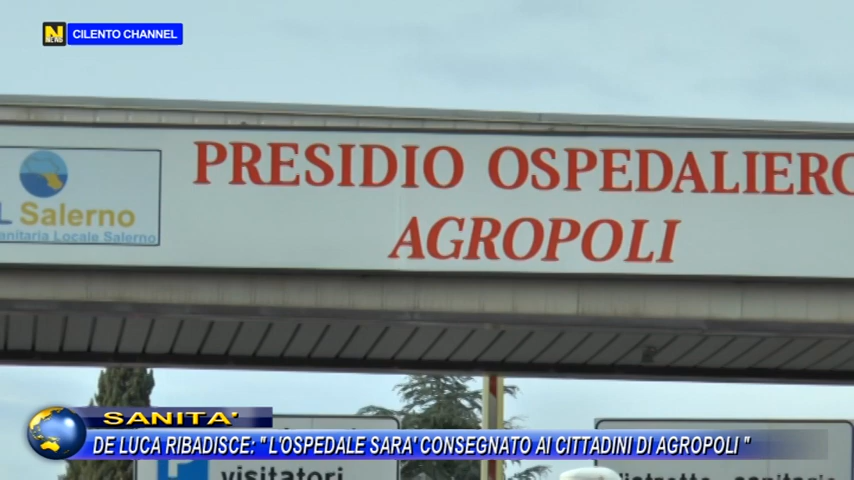 CILENTO CHANNEL
PRESIDIO OSPEDALIERO
AGROPOLI
L Salerno
anitaria Locale Salerno
SANITA'
DE LUCA RIBADISCE: " L'OSPEDALE SARA' CONSEGNATO AI CITTADINI DI AGROPOLI "
P visitatori